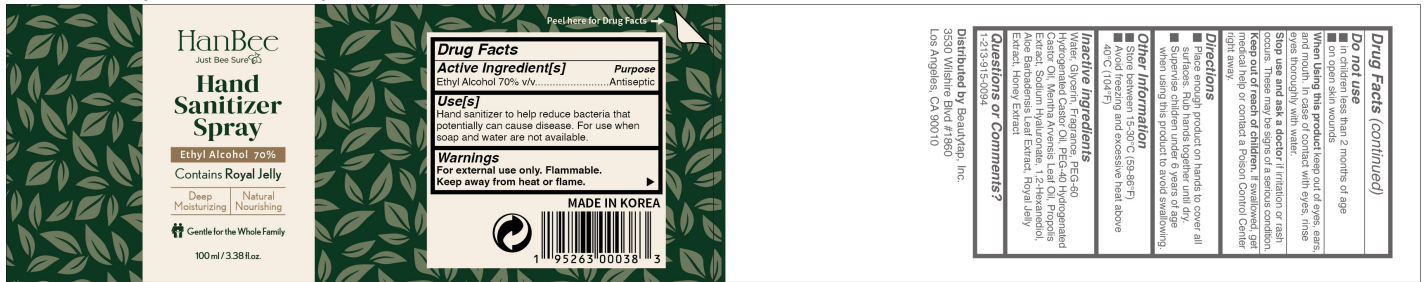 HanBee
Just Bee Sure
Hand
Sanitizer
Spray
Ethyl Alcohol 70%
Contains Royal Jelly
Deep
Moisturizing
Natural
Nourishing
Gentle for the Whole Family
100 ml / 3.38 fl.oz.
Peel here for Drug Facts
Drug Facts
Active Ingredient[s] Purpose
Ethyl Alcohol 70% v/v......................Antiseptic
Use[s]
Hand sanitizer to help reduce bacteria that
potentially can cause disease. For use when
soap and water are not available.
Warnings
For external use only. Flammable.
Keep away from heat or flame.
MADE IN KOREA
1 95263 00038 3
Drug Facts (continued)
Do not use
■ in children less than 2 months of age
■ on open skin wounds
When Using this product keep out of eyes, ears,
and mouth. In case of contact with eyes, rinse
eyes thoroughly with water.
Stop use and ask a doctor if irritation or rash
occurs. These may be signs of a serious condition.
Keep out of reach of children. If swallowed, get
medical help or contact a Poison Control Center
right away.
Directions
■ Place enough product on hands to cover all
surfaces. Rub hands together until dry.
■ Supervise children under 6 years of age
when using this product to avoid swallowing.
Other Information
■ Store between 15-30°C (59-86°F)
■ Avoid freezing and excessive heat above
40°C (104°F)
Inactive ingredients
Water, Glycerin, Fragrance, PEG-60
Hydrogenated Castor Oil, PEG-40 Hydrogenated
Castor Oil, Mentha Arvensis Leaf Oil, Propolis
Extract, Sodium Hyaluronate, 1,2-Hexanediol,
Aloe Barbadensis Leaf Extract, Royal Jelly
Extract, Honey Extract
Questions or Comments?
1-213-915-0094
Distributed by Beautytap, Inc.
3530 Wilshire Blvd #1860
Los Angeles, CA 90010